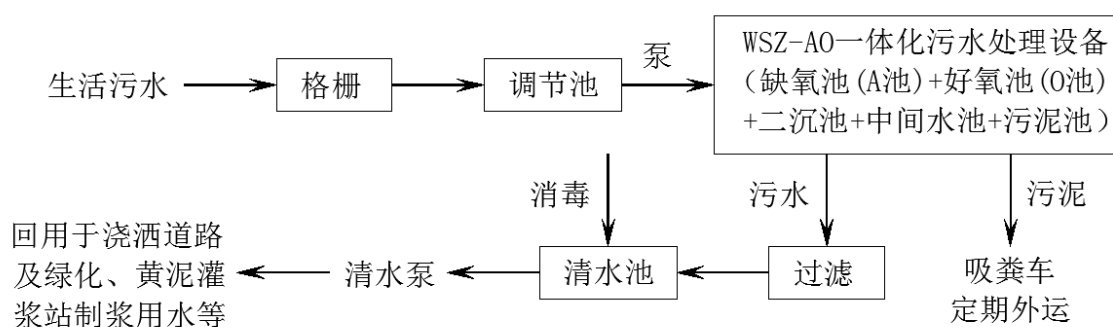 生活污水
格栅
调节池
泵
WSZ-AO一体化污水处理设备
（缺氧池(A池)+好氧池(O池)
+二沉池+中间水池+污泥池）
消毒
污水
污泥
回用于浇洒道路
及绿化、黄泥灌
浆站制浆用水等
清水泵
清水池
过滤
吸粪车
定期外运